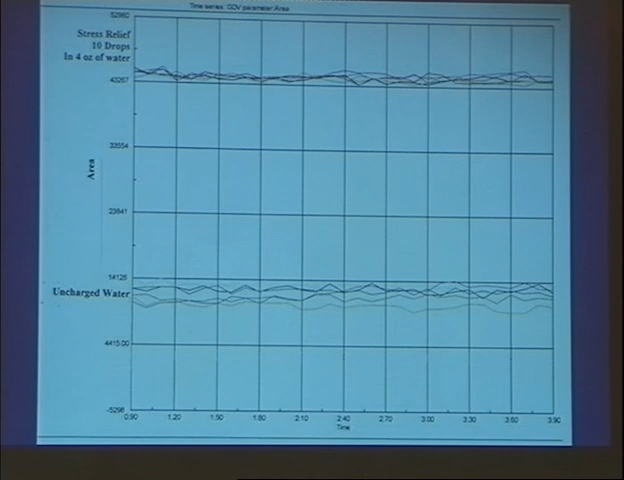 Time series: GDV parameter:Area
52980
Stress Relief
10 Drops
In 4 oz of water
43267
33554
Area
23841
14128
Uncharged Water
4415.00
-5298
0.90 1.20 1.50 1.80 2.10 2.40 2.70 3.00 3.30 3.60 3.90
Time